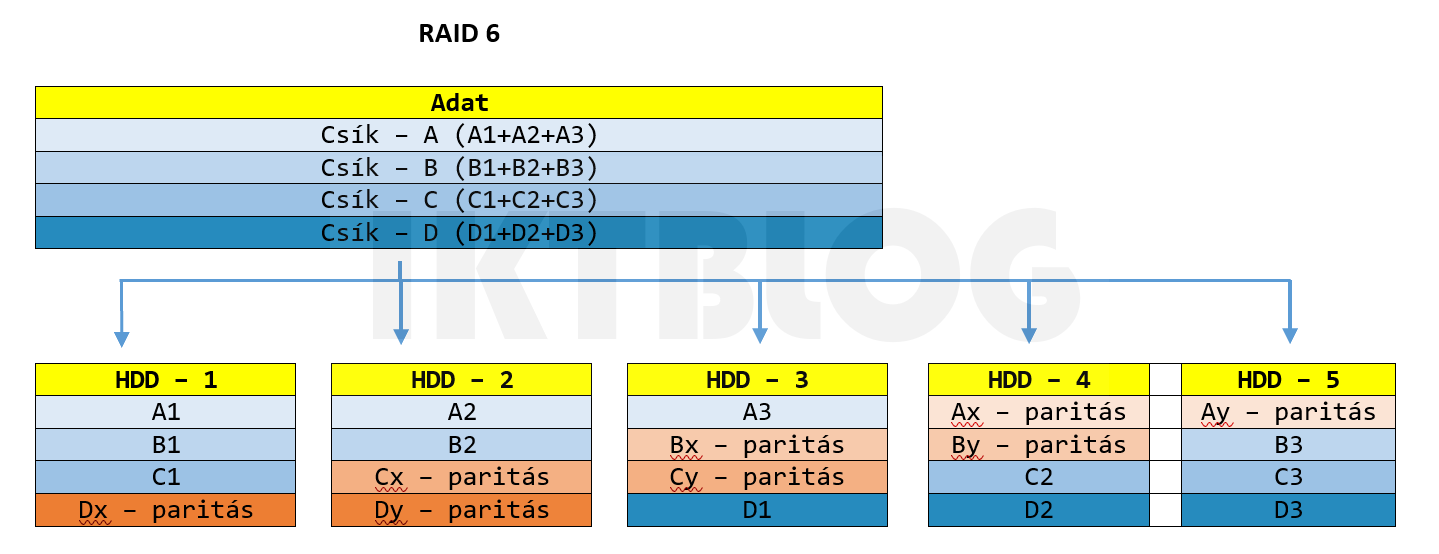 RAID 6
Adat
Csík – A (A1+A2+A3)
Csík – B (B1+B2+B3)
Csík – C (C1+C2+C3)
Csík – D (D1+D2+D3)
IKTBLOG
HDD – 1 HDD – 2 HDD – 3 HDD – 4 HDD – 5
A1 A2 A3 Ax – paritás Ay – paritás
B1 B2 Bx – paritás By – paritás B3
C1 Cx – paritás Cy – paritás C2 C3
Dx – paritás Dy – paritás D1 D2 D3